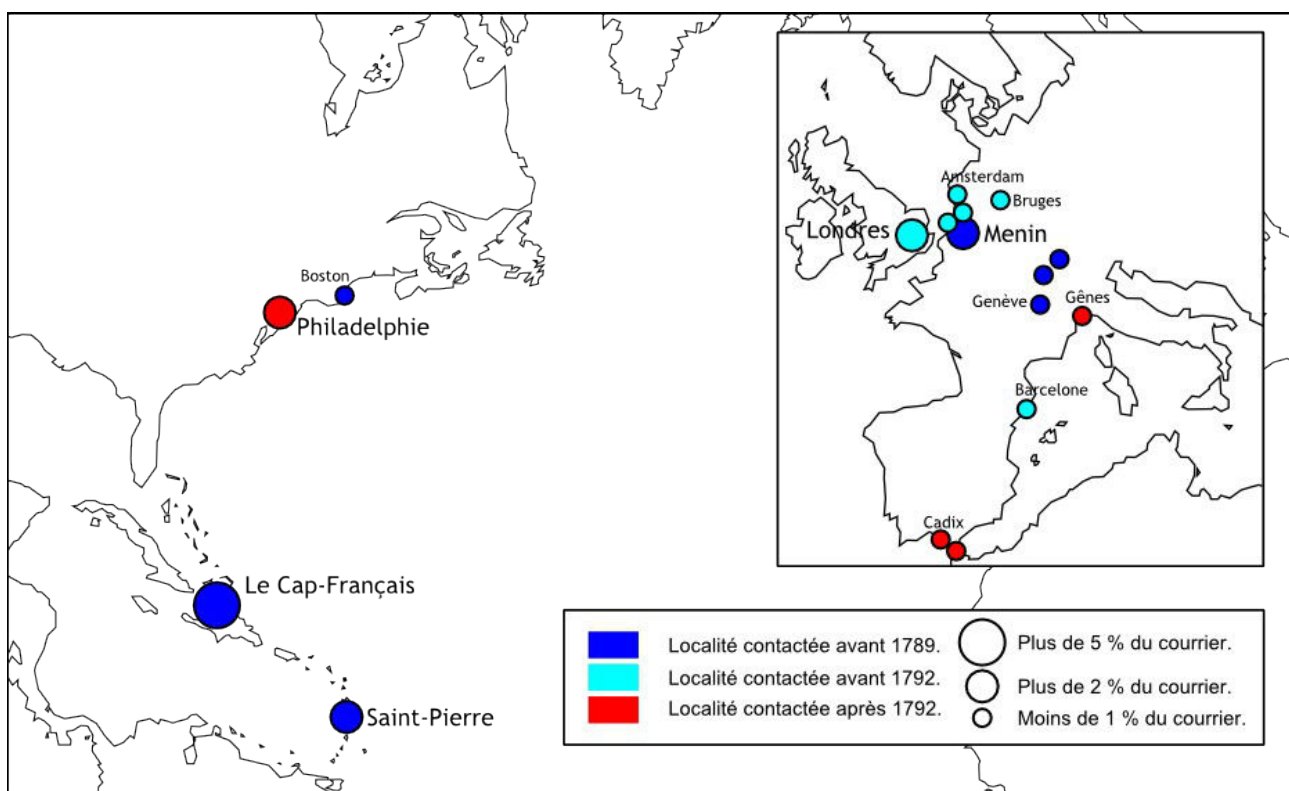 Amsterdam
Bruges
Londres
Menin
Genève
Gênes
Barcelone
Cadix
Boston
Philadelphie
Le Cap-Français
Saint-Pierre
Localité contactée avant 1789.
Localité contactée avant 1792.
Localité contactée après 1792.
Plus de 5 % du courrier.
Plus de 2 % du courrier.
Moins de 1 % du courrier.